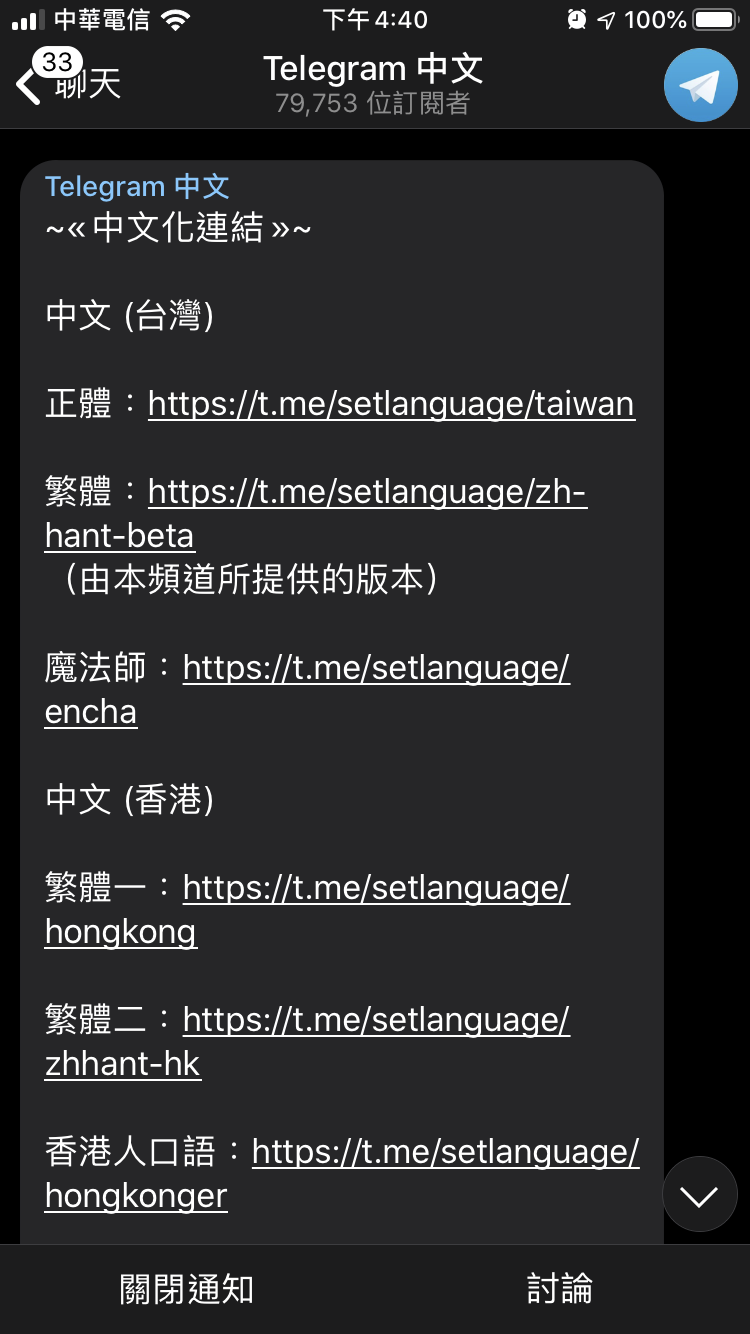 中華電信 下午4:40 100%
33
聊天
Telegram 中文
79,753 位訂閱者
Telegram 中文
~«中文化連結»~
中文 (台灣)
正體：https://t.me/setlanguage/taiwan
繁體：https://t.me/setlanguage/zh-
hant-beta
（由本頻道所提供的版本）
魔法師：https://t.me/setlanguage/
encha
中文 (香港)
繁體一：https://t.me/setlanguage/
hongkong
繁體二：https://t.me/setlanguage/
zhhant-hk
香港人口語：https://t.me/setlanguage/
hongkonger
關閉通知 討論